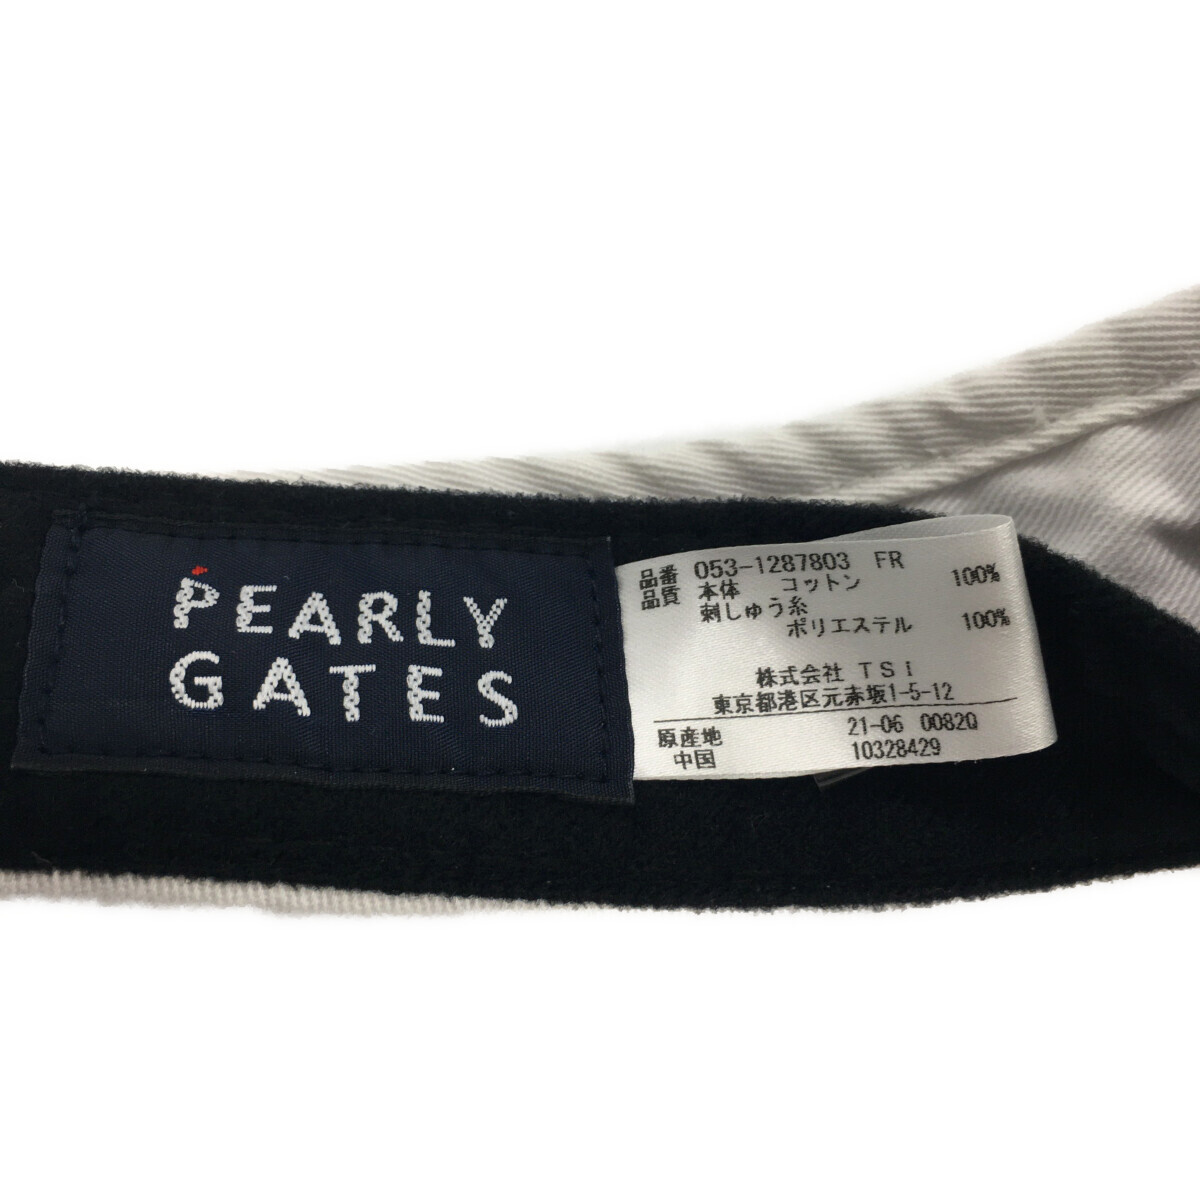 PEARLY
GATES
品番 053-1287803 FR
品質 本体 コットン 100%
刺しゅう糸
ポリエステル 100%
株式会社 TSI
東京都港区元赤坂1-5-12
原産地 21-06 0082Q
中国 10328429